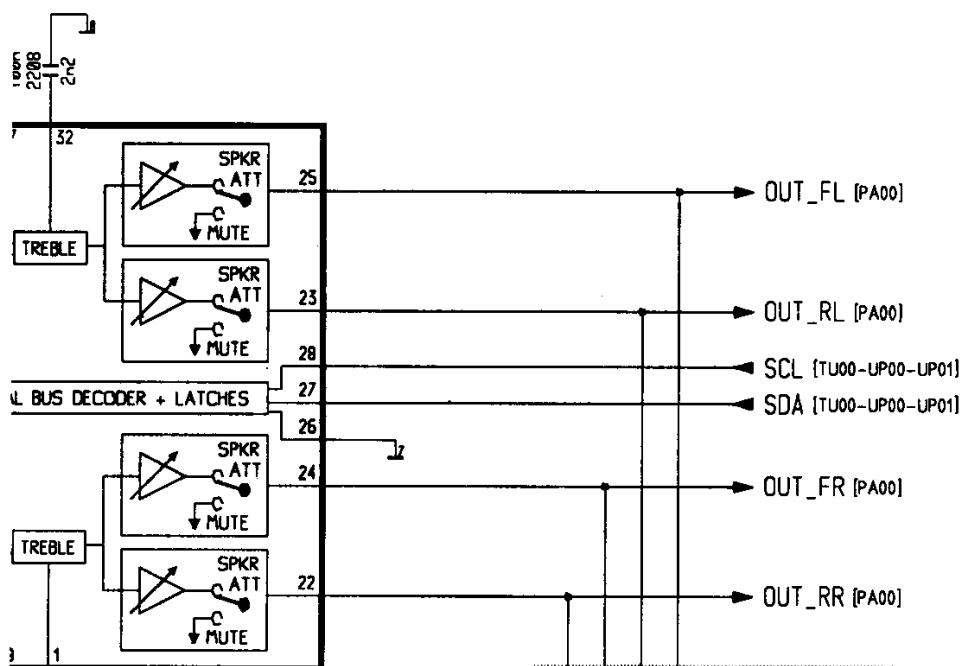 2208
2n2
32
SPKR
ATT
MUTE
25
OUT_FL [PA00]
TREBLE
SPKR
ATT
MUTE
23
OUT_RL [PA00]
28
SCL [TU00-UP00-UP01]
AL BUS DECODER + LATCHES
27
SDA [TU00-UP00-UP01]
26
SPKR
ATT
MUTE
24
OUT_FR [PA00]
TREBLE
SPKR
ATT
MUTE
22
OUT_RR [PA00]
1